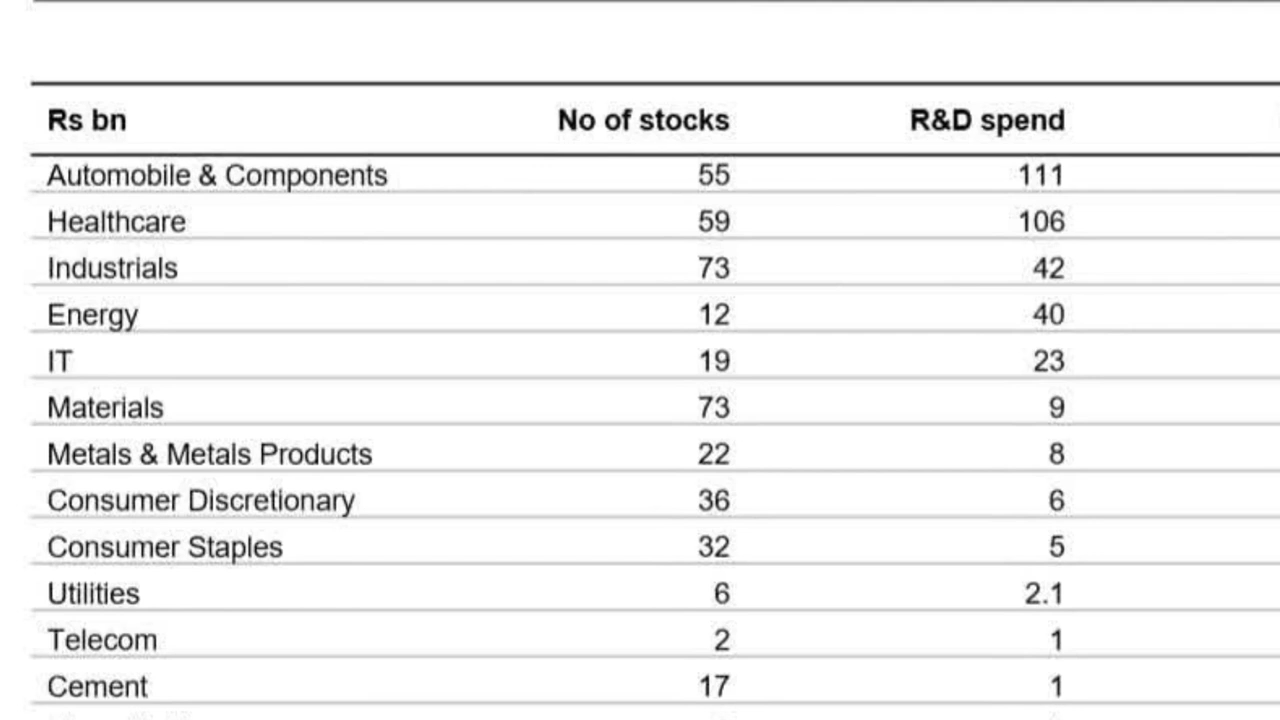 Rs bn No of stocks R&D spend
Automobile & Components 55 111
Healthcare 59 106
Industrials 73 42
Energy 12 40
IT 19 23
Materials 73 9
Metals & Metals Products 22 8
Consumer Discretionary 36 6
Consumer Staples 32 5
Utilities 6 2.1
Telecom 2 1
Cement 17 1